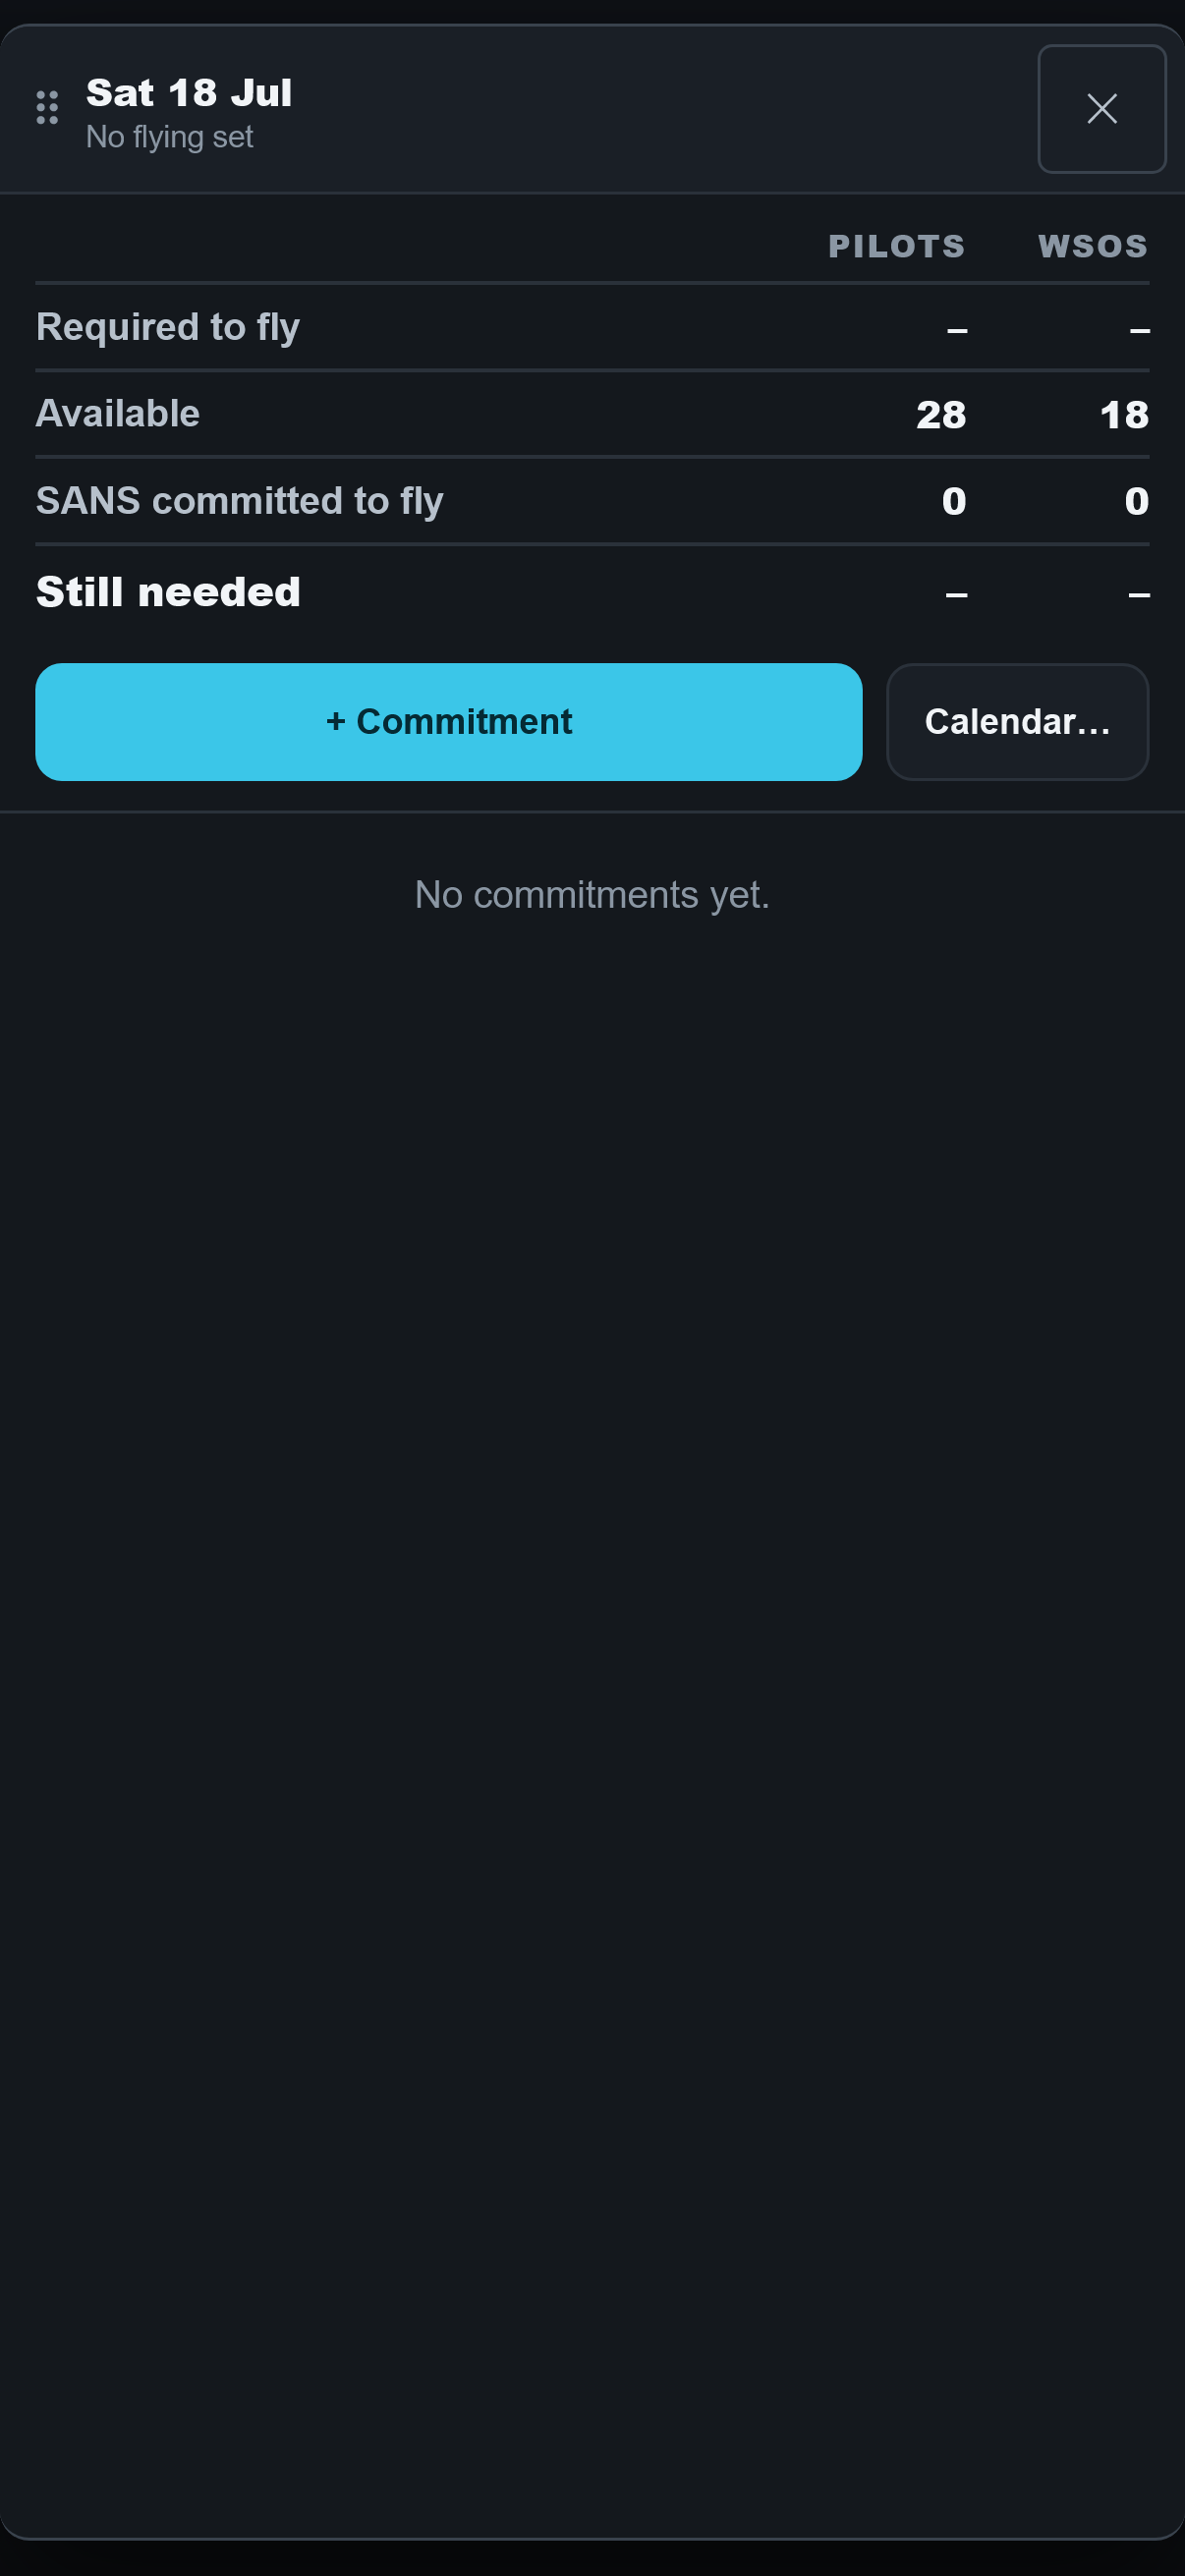 Sat 18 Jul
No flying set
PILOTS WSOS
Required to fly – –
Available 28 18
SANS committed to fly 0 0
Still needed – –
+ Commitment Calendar...
No commitments yet.